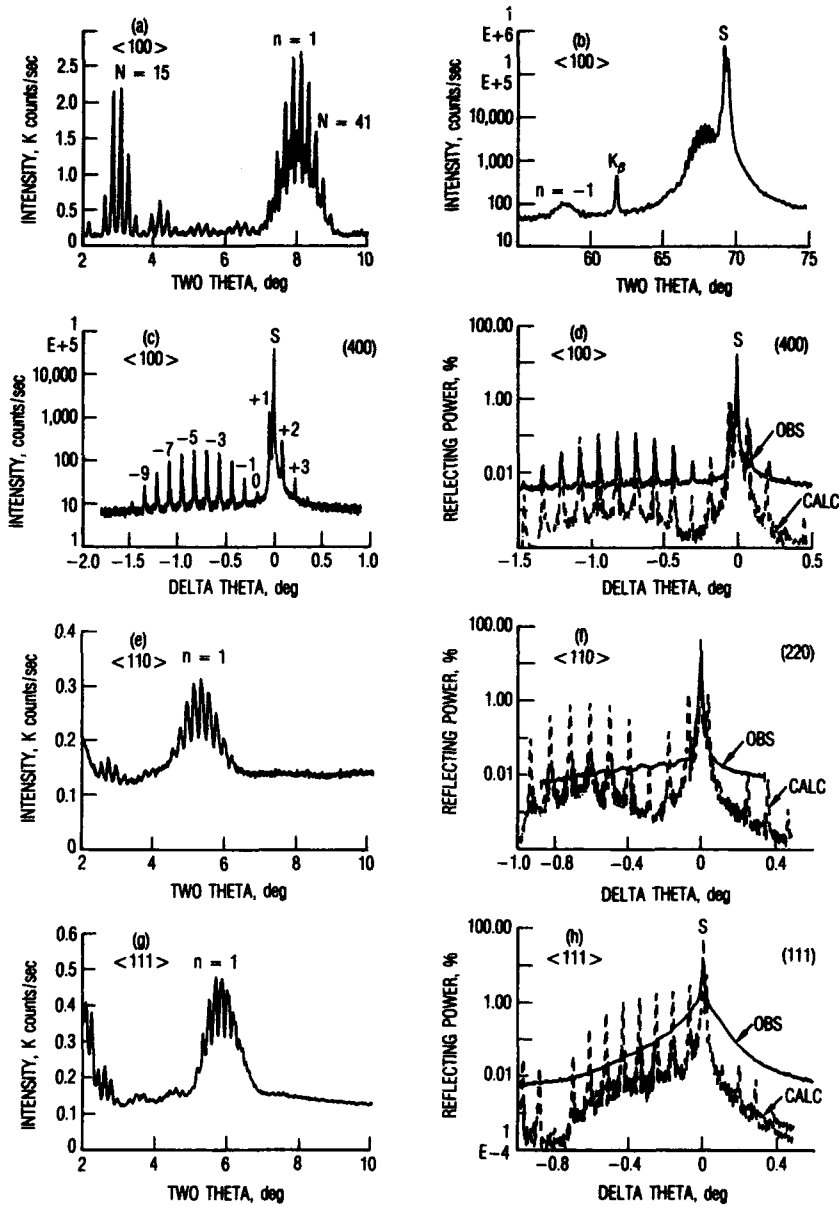 (a)
<100>
N = 15
n = 1
N = 41
INTENSITY, K counts/sec
2.5
2.0
1.5
1.0
0.5
0.1
0
2 4 6 8 10
TWO THETA, deg
(b)
<100>
S
Kβ
n = -1
INTENSITY, counts/sec
1
E+6
E+5
10,000
1,000
100
10
60 65 70 75
TWO THETA, deg
(c)
<100>
S
(400)
+1
+2
+3
-9
-7
-5
-3
-1
0
INTENSITY, counts/sec
1
E+5
10,000
1,000
100
10
1
-2.0 -1.5 -1.0 -0.5 0 0.5 1.0
DELTA THETA, deg
(d)
<100>
S
(400)
OBS
CALC
REFLECTING POWER, %
100.00
1.00
0.01
-1.5 -1.0 -0.5 0 0.5
DELTA THETA, deg
(e)
<110>
n = 1
INTENSITY, K counts/sec
0.4
0.3
0.2
0.1
0
2 4 6 8 10
TWO THETA, deg
(f)
<110>
(220)
OBS
CALC
REFLECTING POWER, %
100.00
1.00
0.01
-1.0 -0.8 -0.4 0 0.4
DELTA THETA, deg
(g)
<111>
n = 1
INTENSITY, K counts/sec
0.6
0.5
0.4
0.3
0.2
0.1
0
2 4 6 8 10
TWO THETA, deg
(h)
<111>
S
(111)
OBS
CALC
REFLECTING POWER, %
100.00
1.00
0.01
1
E-4
-0.8 -0.4 0 0.4
DELTA THETA, deg